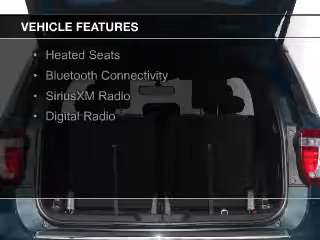 VEHICLE FEATURES
• Heated Seats
• Bluetooth Connectivity
• SiriusXM Radio
• Digital Radio